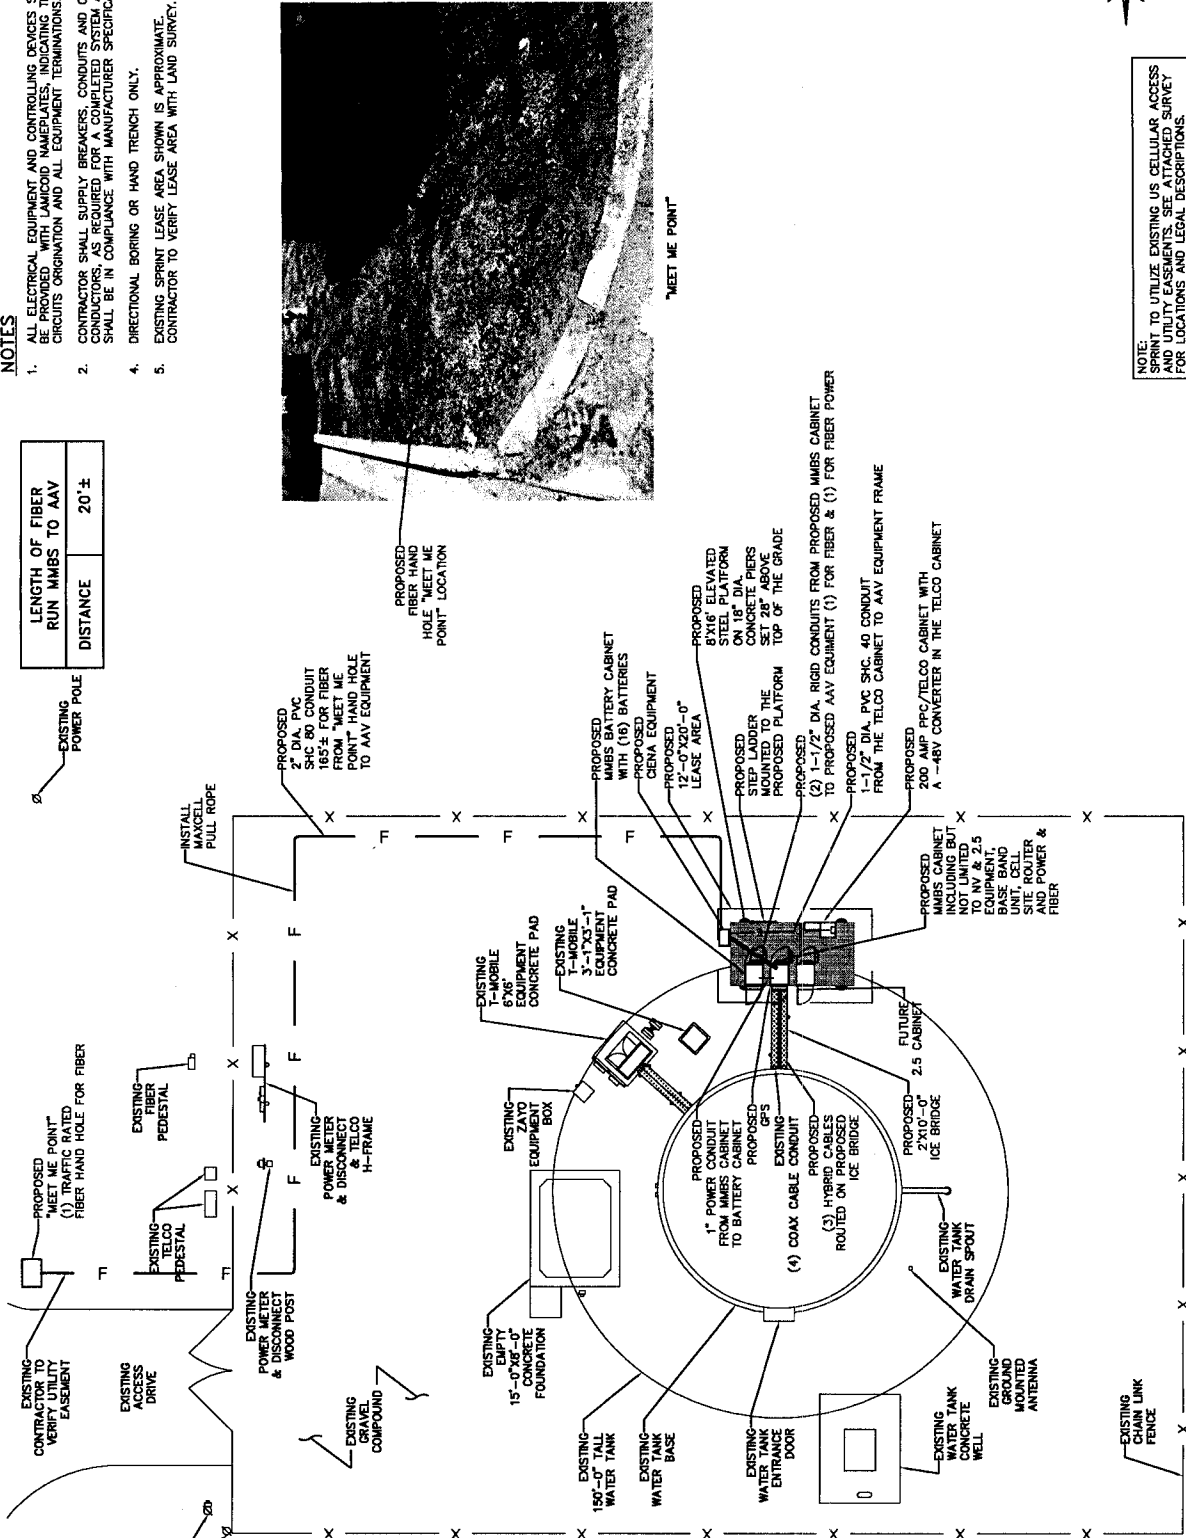 NOTES
1. ALL ELECTRICAL EQUIPMENT AND CONTROLLING DEVICES
BE PROVIDED WITH LAMICOID NAMEPLATES, INDICATING
CIRCUITS ORIGINATION AND ALL EQUIPMENT TERMINATIONS.
2. CONTRACTOR SHALL SUPPLY BREAKERS, CONDUITS AND
CONDUCTORS, AS REQUIRED FOR A COMPLETED SYSTEM
SHALL BE IN COMPLIANCE WITH MANUFACTURER
4. DIRECTIONAL BORING OR HAND TRENCH ONLY.
5. EXISTING SPRINT LEASE AREA SHOWN IS APPROXIMATE.
CONTRACTOR TO VERIFY LEASE AREA WITH LAND SURVEY.
LENGTH OF FIBER
RUN MMBS TO AAV
DISTANCE 20'±
EXISTING
POWER POLE
PROPOSED
FIBER HAND
HOLE "MEET ME
POINT" LOCATION
"MEET ME POINT"
NOTE:
SPRINT TO UTILIZE EXISTING US CELLULAR ACCESS
AND UTILITY EASEMENTS. SEE ATTACHED SURVEY
FOR LOCATIONS AND LEGAL DESCRIPTIONS.
INSTALL
MAXCELL
PULL ROPE
PROPOSED
2" DIA. PVC
SHC 80 CONDUIT
165'± FOR FIBER
FROM "MEET ME
POINT" HAND HOLE
TO AAV EQUIPMENT
PROPOSED
MMBS BATTERY CABINET
WITH (16) BATTERIES
PROPOSED
CIENA EQUIPMENT
PROPOSED
12'-0"X20'-0"
LEASE AREA
PROPOSED
8'X16' ELEVATED
STEEL PLATFORM
ON 18" DIA.
CONCRETE PIERS
SET 28" ABOVE
TOP OF THE GRADE
PROPOSED
STEP LADDER
MOUNTED TO THE
PROPOSED PLATFORM
PROPOSED
(2) 1-1/2" DIA. RIGID CONDUITS FROM PROPOSED MMBS CABINET
TO PROPOSED AAV EQUIMENT (1) FOR FIBER & (1) FOR FIBER POWER
PROPOSED
1-1/2" DIA. PVC SHC. 40 CONDUIT
FROM THE TELCO CABINET TO AAV EQUIPMENT FRAME
PROPOSED
200 AMP PPC/TELCO CABINET WITH
A --48V CONVERTER IN THE TELCO CABINET
PROPOSED
MMBS CABINET
INCLUDING BUT
NOT LIMITED
TO NV & 2.5
EQUIPMENT,
BASE BAND
UNIT, CELL
SITE ROUTER
AND POWER &
FIBER
PROPOSED
"MEET ME POINT"
(1) TRAFFIC RATED
FIBER HAND HOLE FOR FIBER
EXISTING
FIBER
PEDESTAL
EXISTING
TELCO
PEDESTAL
EXISTING
POWER METER
& DISCONNECT
& TELCO
H-FRAME
EXISTING
POWER METER
& DISCONNECT
WOOD POST
EXISTING
CONTRACTOR TO
VERIFY UTILITY
EASEMENT
EXISTING
ACCESS
DRIVE
EXISTING
GRAVEL
COMPOUND
EXISTING
T-MOBILE
6'X6'
EQUIPMENT
CONCRETE PAD
EXISTING
T-MOBILE
3'-1"X3'-1"
EQUIPMENT
CONCRETE PAD
EXISTING
ZAYO
EQUIPMENT
BOX
EXISTING
EMPTY
15'-0"X8'-0"
CONCRETE
FOUNDATION
EXISTING
150'-0" TALL
WATER TANK
EXISTING
WATER TANK
BASE
EXISTING
WATER TANK
ENTRANCE
DOOR
PROPOSED
1" POWER CONDUIT
FROM MMBS CABINET
TO BATTERY CABINET
PROPOSED
GPS
EXISTING
(4) COAX CABLE CONDUIT
PROPOSED
(3) HYBRID CABLES
ROUTED ON PROPOSED
ICE BRIDGE
PROPOSED
2'X10'-0"
ICE BRIDGE
FUTURE
2.5 CABINET
EXISTING
WATER TANK
DRAIN SPOUT
EXISTING
GROUND
MOUNTED
ANTENNA
EXISTING
WATER TANK
CONCRETE
WELL
EXISTING
CHAIN LINK
FENCE
F
F
F
F
F
F
F
F
X
X
X
X
X
X
X
X